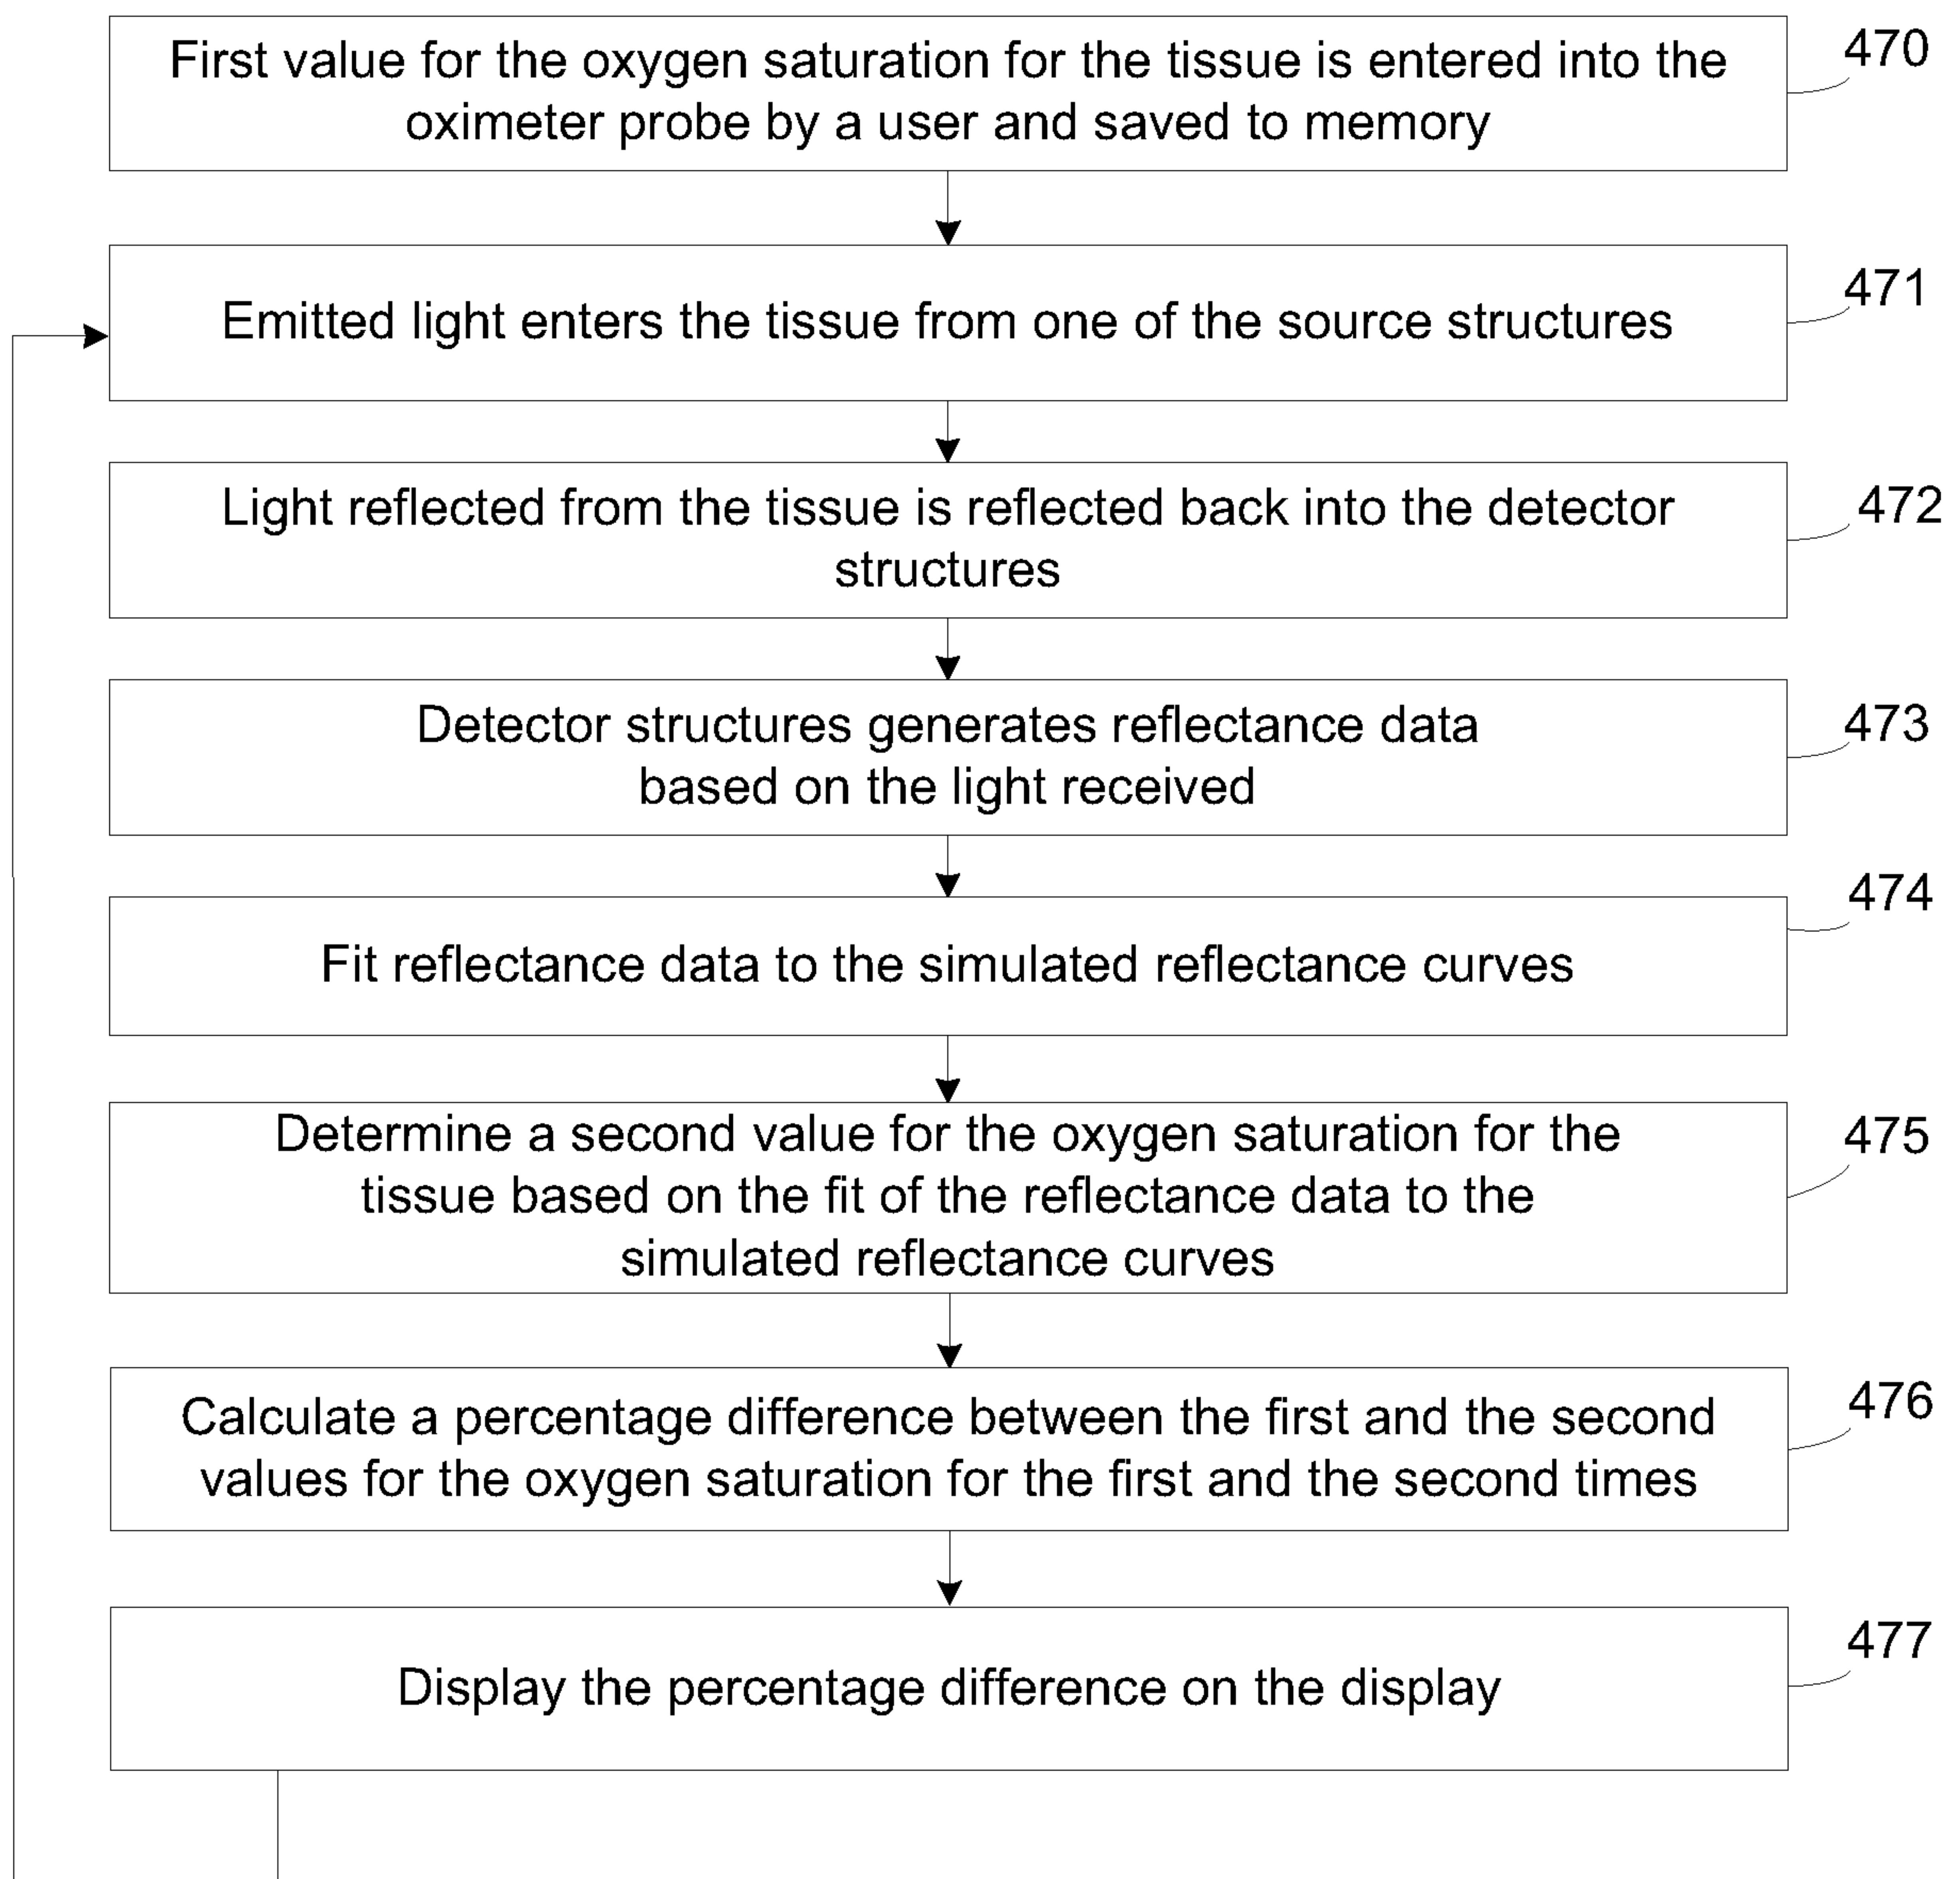 First value for the oxygen saturation for the tissue is entered into the
oximeter probe by a user and saved to memory
470
Emitted light enters the tissue from one of the source structures
471
Light reflected from the tissue is reflected back into the detector
structures
472
Detector structures generates reflectance data
based on the light received
473
Fit reflectance data to the simulated reflectance curves
474
Determine a second value for the oxygen saturation for the
tissue based on the fit of the reflectance data to the
simulated reflectance curves
475
Calculate a percentage difference between the first and the second
values for the oxygen saturation for the first and the second times
476
Display the percentage difference on the display
477